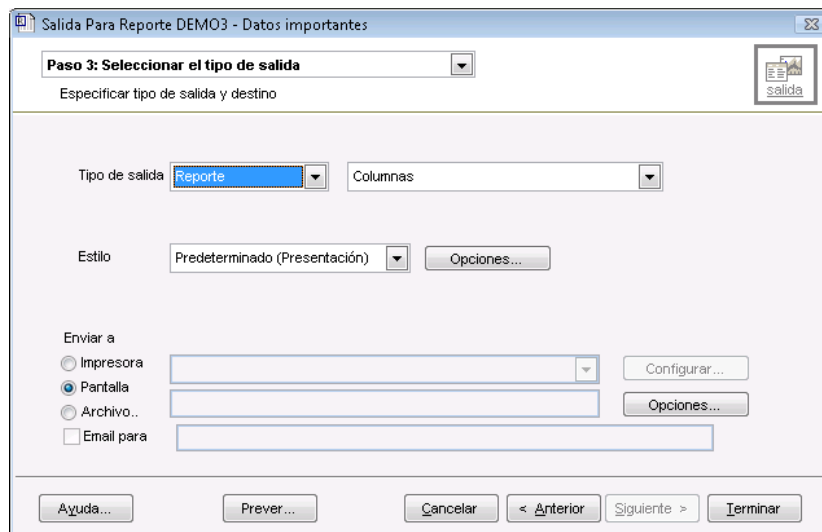 Salida Para Reporte DEMO3 - Datos importantes
Paso 3: Seleccionar el tipo de salida
Especificar tipo de salida y destino
salida
Tipo de salida Reporte Columnas
Estilo Predeterminado (Presentación) Opciones...
Enviar a
Impresora Configurar...
Pantalla
Archivo.. Opciones...
Email para
Ayuda... Prever... Cancelar < Anterior Siguiente > Terminar